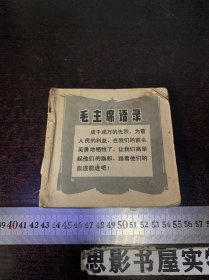 毛主席语录
成千成万的先烈，为着
人民的利益，在我们的前头
英勇地牺牲了，让我们高举
起他们的旗帜，踏着他们的
血迹前进吧！
39 40 41 42 43 44 45 46 47 48 49 50 51 52 53 54 55 56 57
忠影书屋实拍